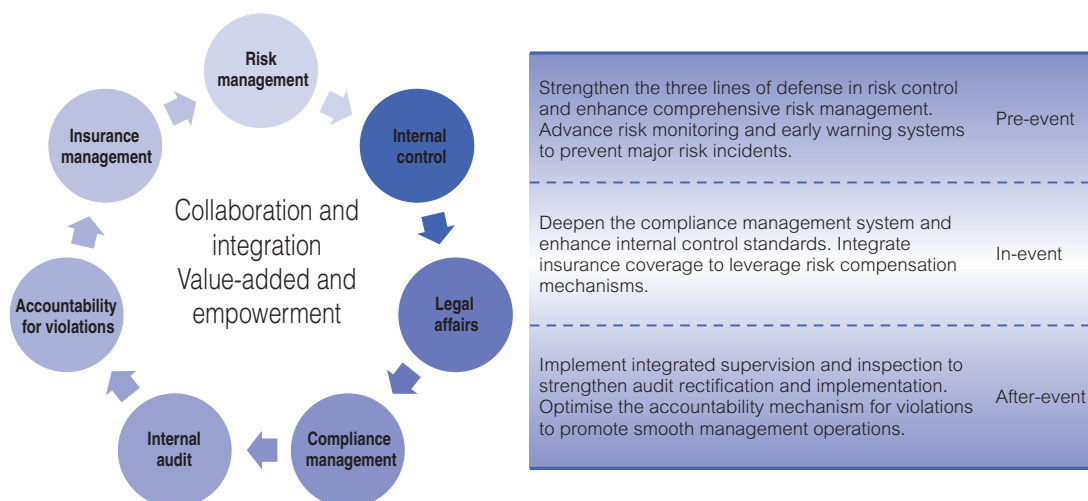 Risk
management
Internal
control
Legal
affairs
Compliance
management
Internal
audit
Accountability
for violations
Insurance
management
Collaboration and
integration
Value-added and
empowerment
Strengthen the three lines of defense in risk control
and enhance comprehensive risk management.
Advance risk monitoring and early warning systems
to prevent major risk incidents.
Pre-event
Deepen the compliance management system and
enhance internal control standards. Integrate
insurance coverage to leverage risk compensation
mechanisms.
In-event
Implement integrated supervision and inspection to
strengthen audit rectification and implementation.
Optimise the accountability mechanism for violations
to promote smooth management operations.
After-event